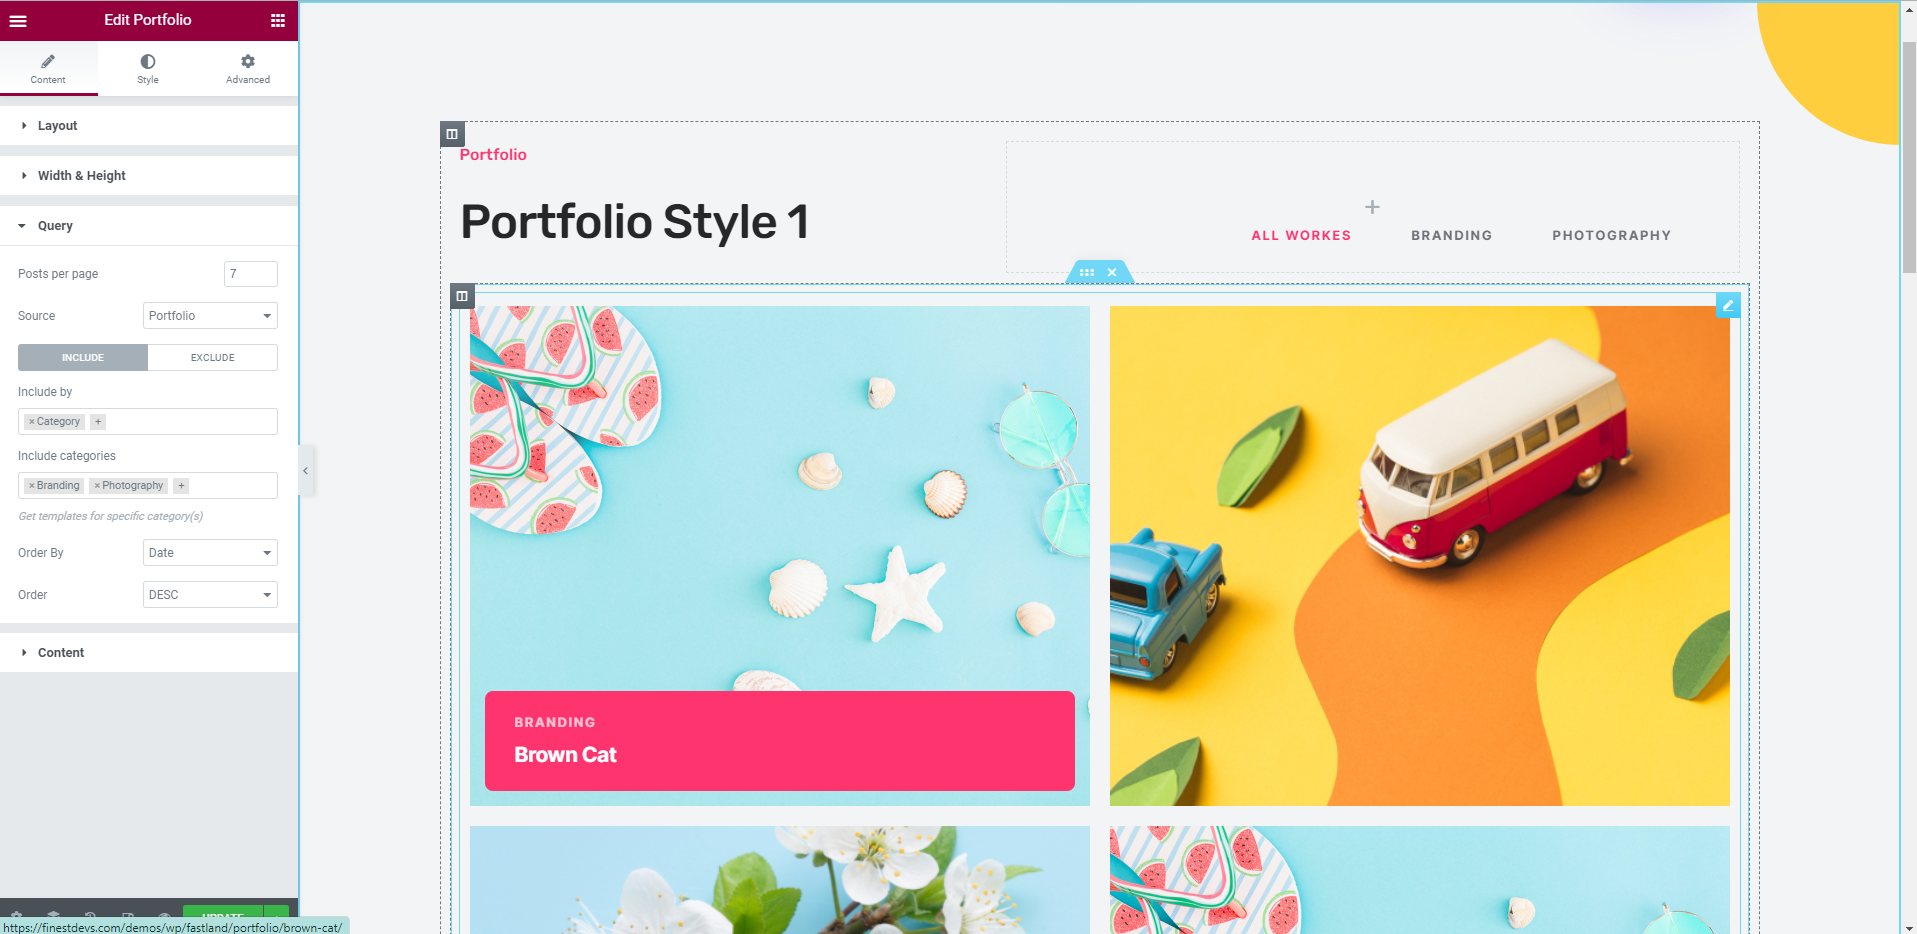 Edit Portfolio
Content
Style
Advanced
Layout
Width & Height
Query
Posts per page
7
Source
Portfolio
INCLUDE
EXCLUDE
Include by
× Category
+
Include categories
× Branding
× Photography
+
Get templates for specific category(s)
Order By
Date
Order
DESC
Content
UPDATE
https://finestdevs.com/demos/wp/fastland/portfolio/brown-cat/
Portfolio
Portfolio Style 1
ALL WORKES
BRANDING
PHOTOGRAPHY
BRANDING
Brown Cat